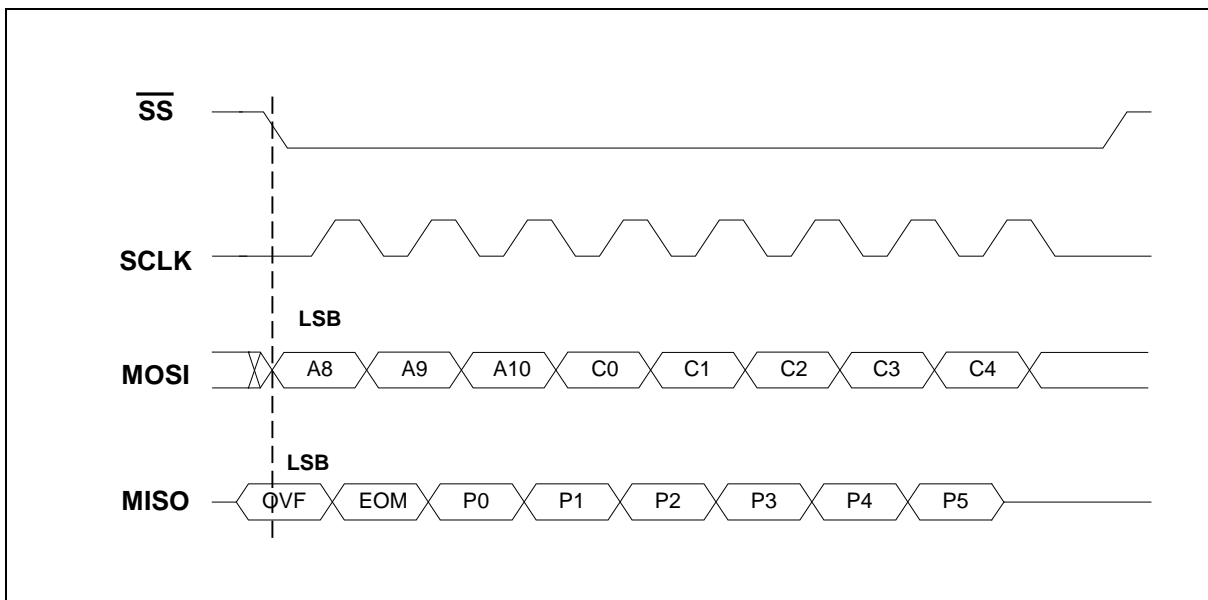 SS
SCLK
LSB
MOSI A8 A9 A10 C0 C1 C2 C3 C4
LSB
MISO OVF EOM P0 P1 P2 P3 P4 P5